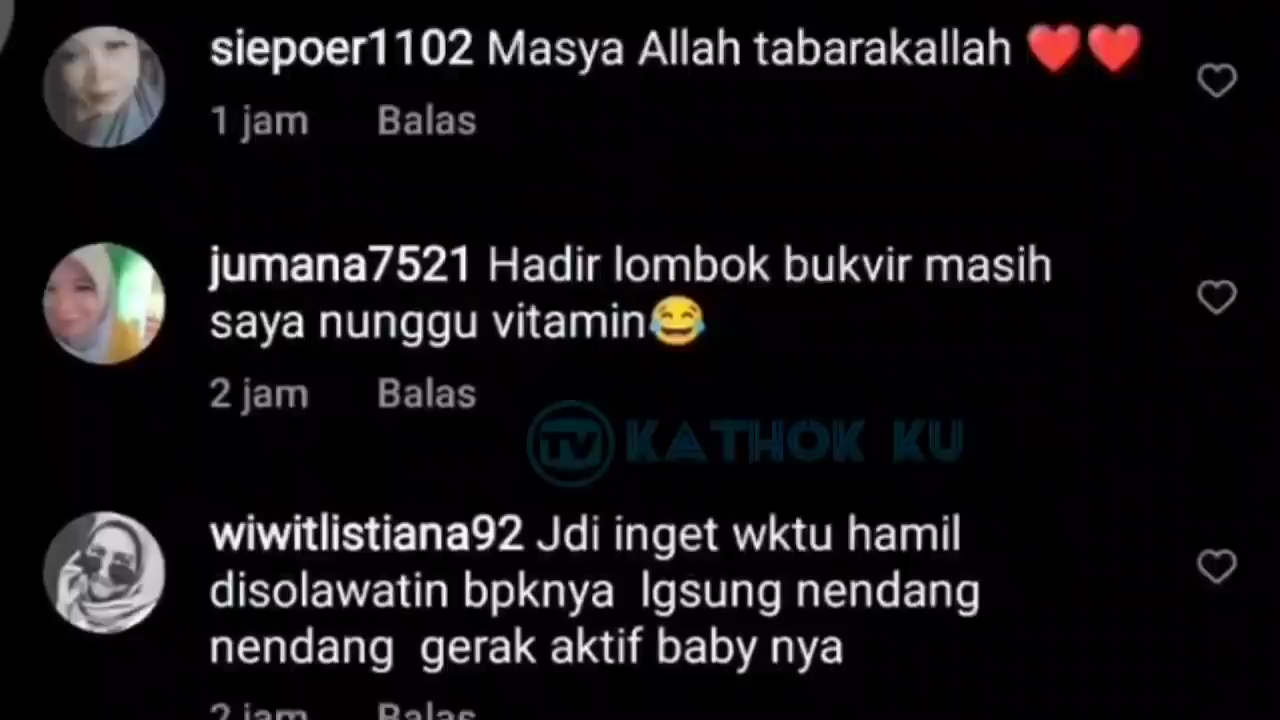 siepoer1102 Masya Allah tabarakallah ❤️❤️
1 jam Balas
jumana7521 Hadir lombok bukvir masih
saya nunggu vitamin😂
2 jam Balas
TV KATHOK KU
wiwitlistiana92 Jdi inget wktu hamil
disolawatin bpknya lgsung nendang
nendang gerak aktif baby nya
2 jam Balas